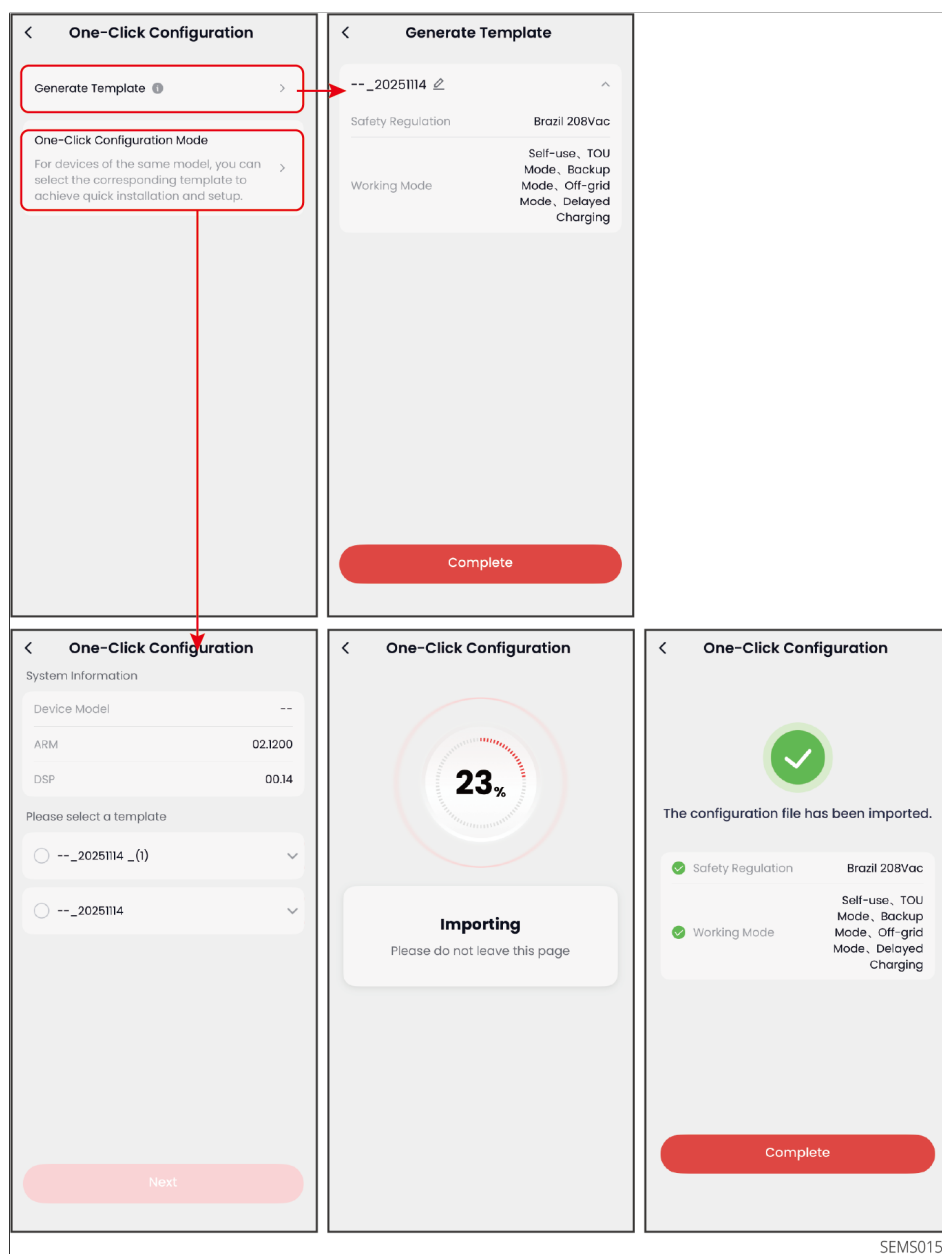 One-Click Configuration
Generate Template
One-Click Configuration Mode
For devices of the same model, you can
select the corresponding template to
achieve quick installation and setup.
Generate Template
--_20251114
Safety Regulation
Brazil 208Vac
Working Mode
Self-use、TOU
Mode、Backup
Mode、Off-grid
Mode、Delayed
Charging
Complete
One-Click Configuration
System Information
Device Model
--
ARM
02.1200
DSP
00.14
Please select a template
--_20251114 _(1)
--_20251114
Next
One-Click Configuration
23%
Importing
Please do not leave this page
One-Click Configuration
The configuration file has been imported.
Safety Regulation
Brazil 208Vac
Working Mode
Self-use、TOU
Mode、Backup
Mode、Off-grid
Mode、Delayed
Charging
Complete
SEMS015